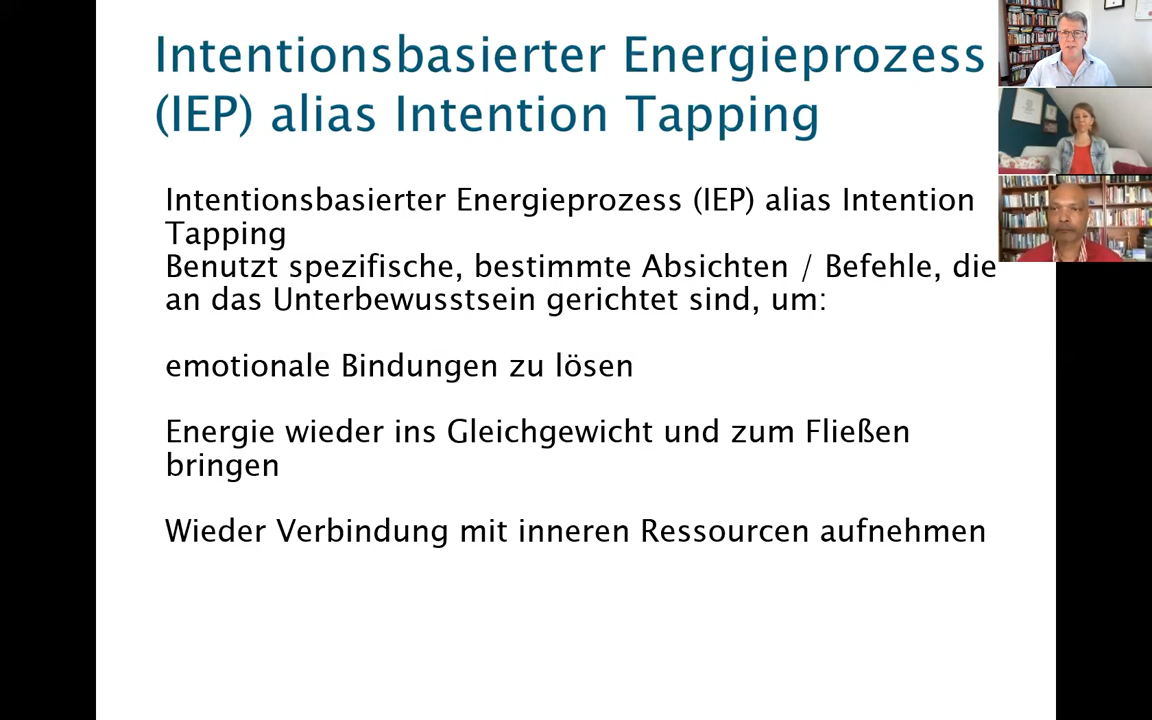 Intentionsbasierter Energieprozess
(IEP) alias Intention Tapping
Intentionsbasierter Energieprozess (IEP) alias Intention
Tapping
Benutzt spezifische, bestimmte Absichten / Befehle, die
an das Unterbewusstsein gerichtet sind, um:
emotionale Bindungen zu lösen
Energie wieder ins Gleichgewicht und zum Fließen
bringen
Wieder Verbindung mit inneren Ressourcen aufnehmen